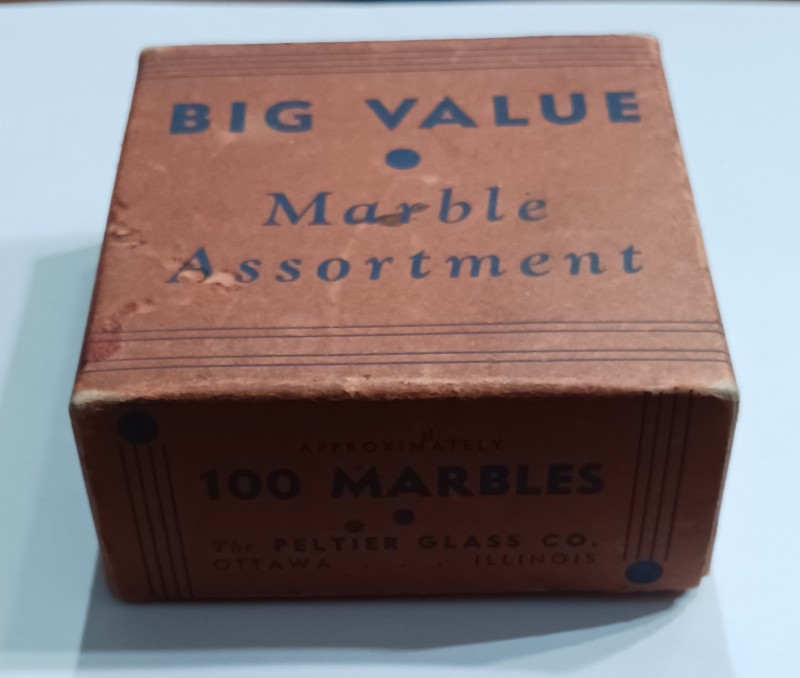 BIG VALUE
Marble
Assortment
APPROXIMATELY
100 MARBLES
The PELTIER GLASS CO.
OTTAWA . . . ILLINOIS